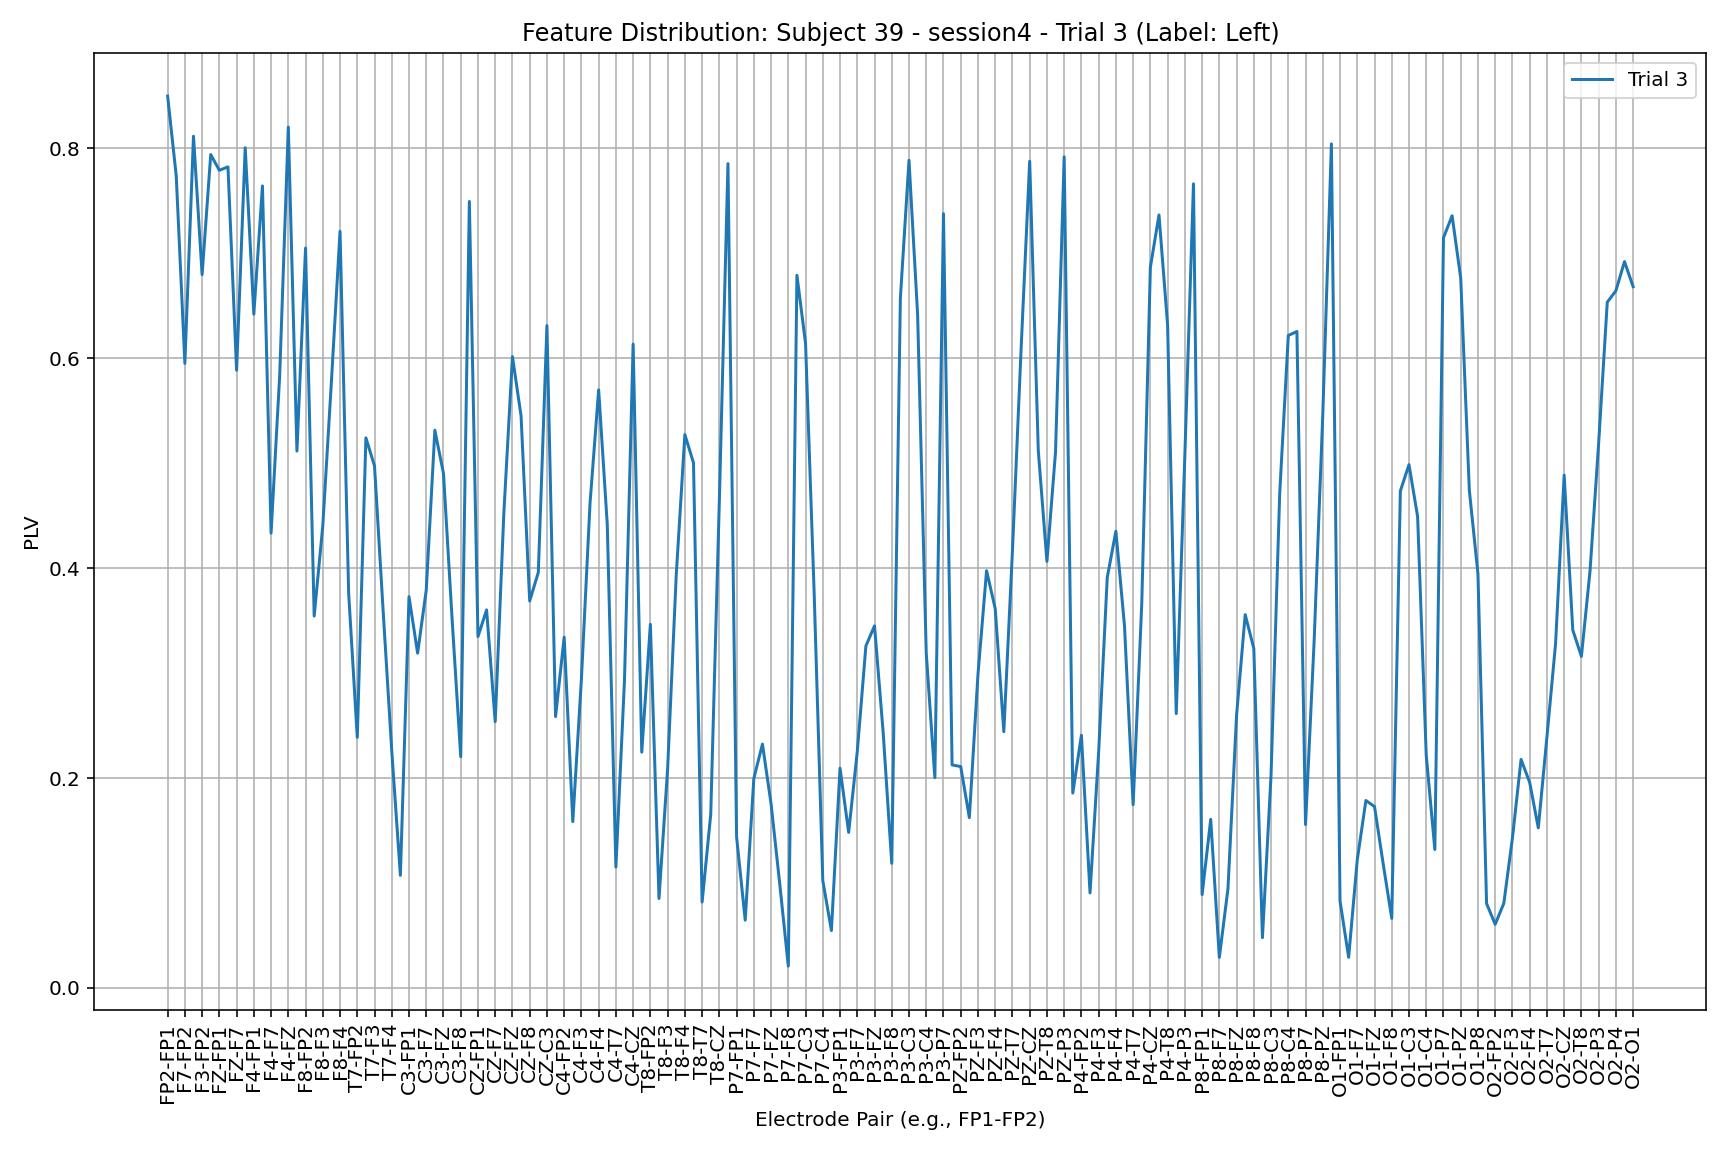 Feature Distribution: Subject 39 - session4 - Trial 3 (Label: Left)
Trial 3
PLV
0.8
0.6
0.4
0.2
0.0
FP2-FP1
F7-FP2
F3-FP2
FZ-FP1
FZ-F7
F4-FP1
F4-F7
F4-FZ
F8-FP2
F8-F3
F8-F4
T7-FP2
T7-F3
T7-F4
C3-FP1
C3-F7
C3-FZ
C3-F8
CZ-FP1
CZ-F7
CZ-FZ
CZ-F8
CZ-C3
C4-FP2
C4-F3
C4-F4
C4-T7
C4-CZ
T8-FP2
T8-F3
T8-F4
T8-T7
T8-CZ
P7-FP1
P7-F7
P7-FZ
P7-F8
P7-C3
P7-C4
P3-FP1
P3-F7
P3-FZ
P3-F8
P3-C3
P3-C4
P3-P7
PZ-FP2
PZ-F3
PZ-F4
PZ-T7
PZ-CZ
PZ-T8
PZ-P3
P4-FP2
P4-F3
P4-F4
P4-T7
P4-CZ
P4-T8
P4-P3
P8-FP1
P8-F7
P8-FZ
P8-F8
P8-C3
P8-C4
P8-P7
P8-PZ
O1-FP1
O1-F7
O1-FZ
O1-F8
O1-C3
O1-C4
O1-P7
O1-PZ
O1-P8
O2-FP2
O2-F3
O2-F4
O2-T7
O2-CZ
O2-T8
O2-P3
O2-P4
O2-O1
Electrode Pair (e.g., FP1-FP2)